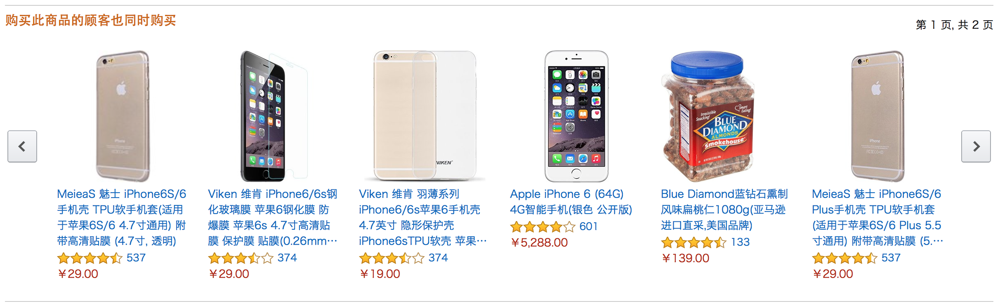 购买此商品的顾客也同时购买
第 1 页, 共 2 页
MeieaS 魅士 iPhone6S/6
手机壳 TPU软手机套(适用
于苹果6S/6 4.7寸通用) 附
带高清贴膜 (4.7寸, 透明)
537
￥29.00
Viken 维肯 iPhone6/6s钢
化玻璃膜 苹果6钢化膜 防
爆膜 苹果6s 4.7寸高清贴
膜 保护膜 贴膜(0.26mm…
374
￥29.00
VIKEN
Viken 维肯 羽薄系列
iPhone6/6s苹果6手机壳
4.7英寸 隐形保护壳
iPhone6sTPU软壳 苹果…
374
￥19.00
Apple iPhone 6 (64G)
4G智能手机(银色 公开版)
601
￥5,288.00
Irresistible
Snacking!
Smart
Eating!
BLUE
DIAMOND
ALMONDS
Smokehouse
Blue Diamond蓝钻石熏制
风味扁桃仁1080g(亚马逊
进口直采,美国品牌)
133
￥139.00
iPhone
MeieaS 魅士 iPhone6S/6
Plus手机壳 TPU软手机套
(适用于苹果6S/6 Plus 5.5
寸通用) 附带高清贴膜 (5.…
537
￥29.00